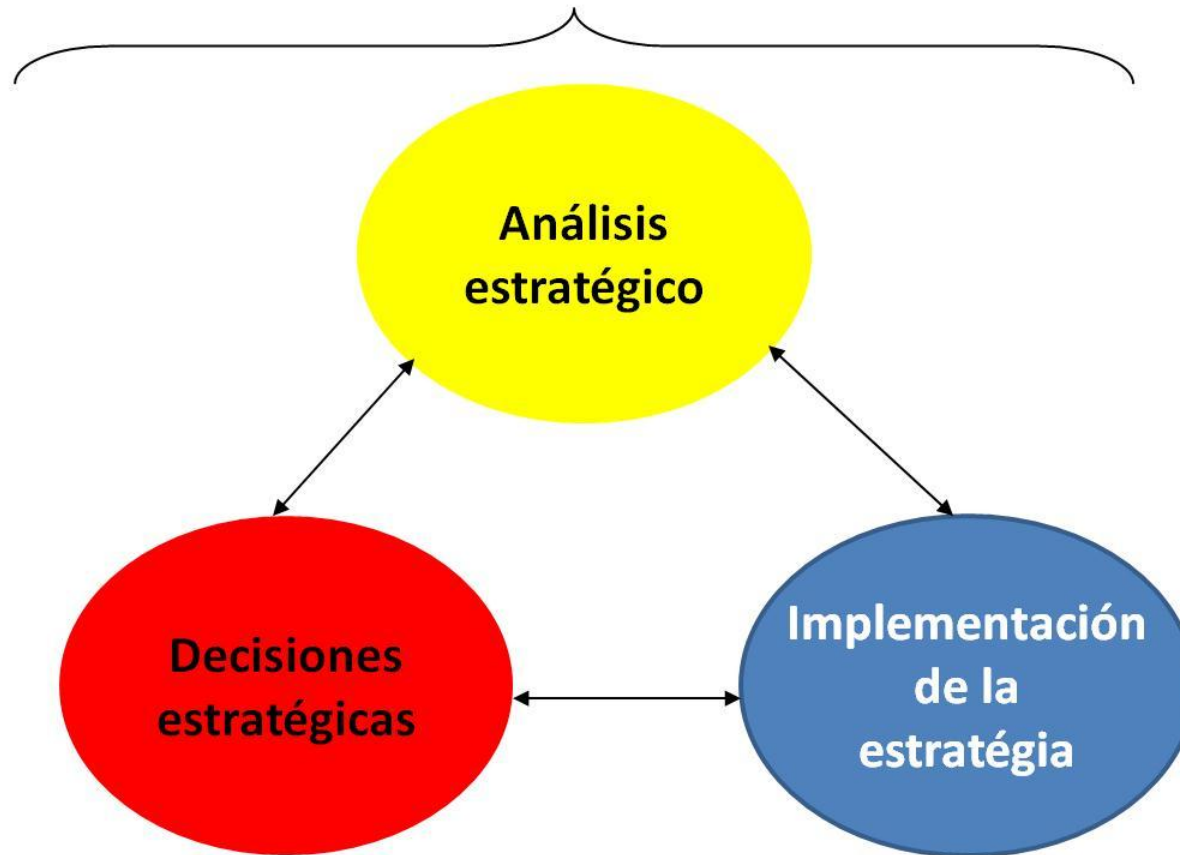 Análisis
estratégico
Decisiones
estratégicas
Implementación
de la
estratégia